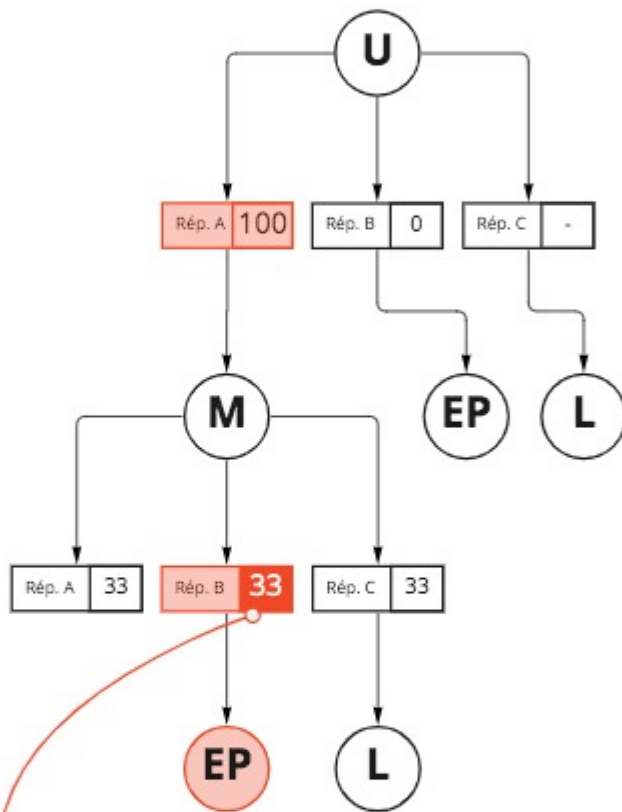 U
Rép. A 100
Rép. B 0
Rép. C -
M
EP
L
Rép. A 33
Rép. B 33
Rép. C 33
EP
L